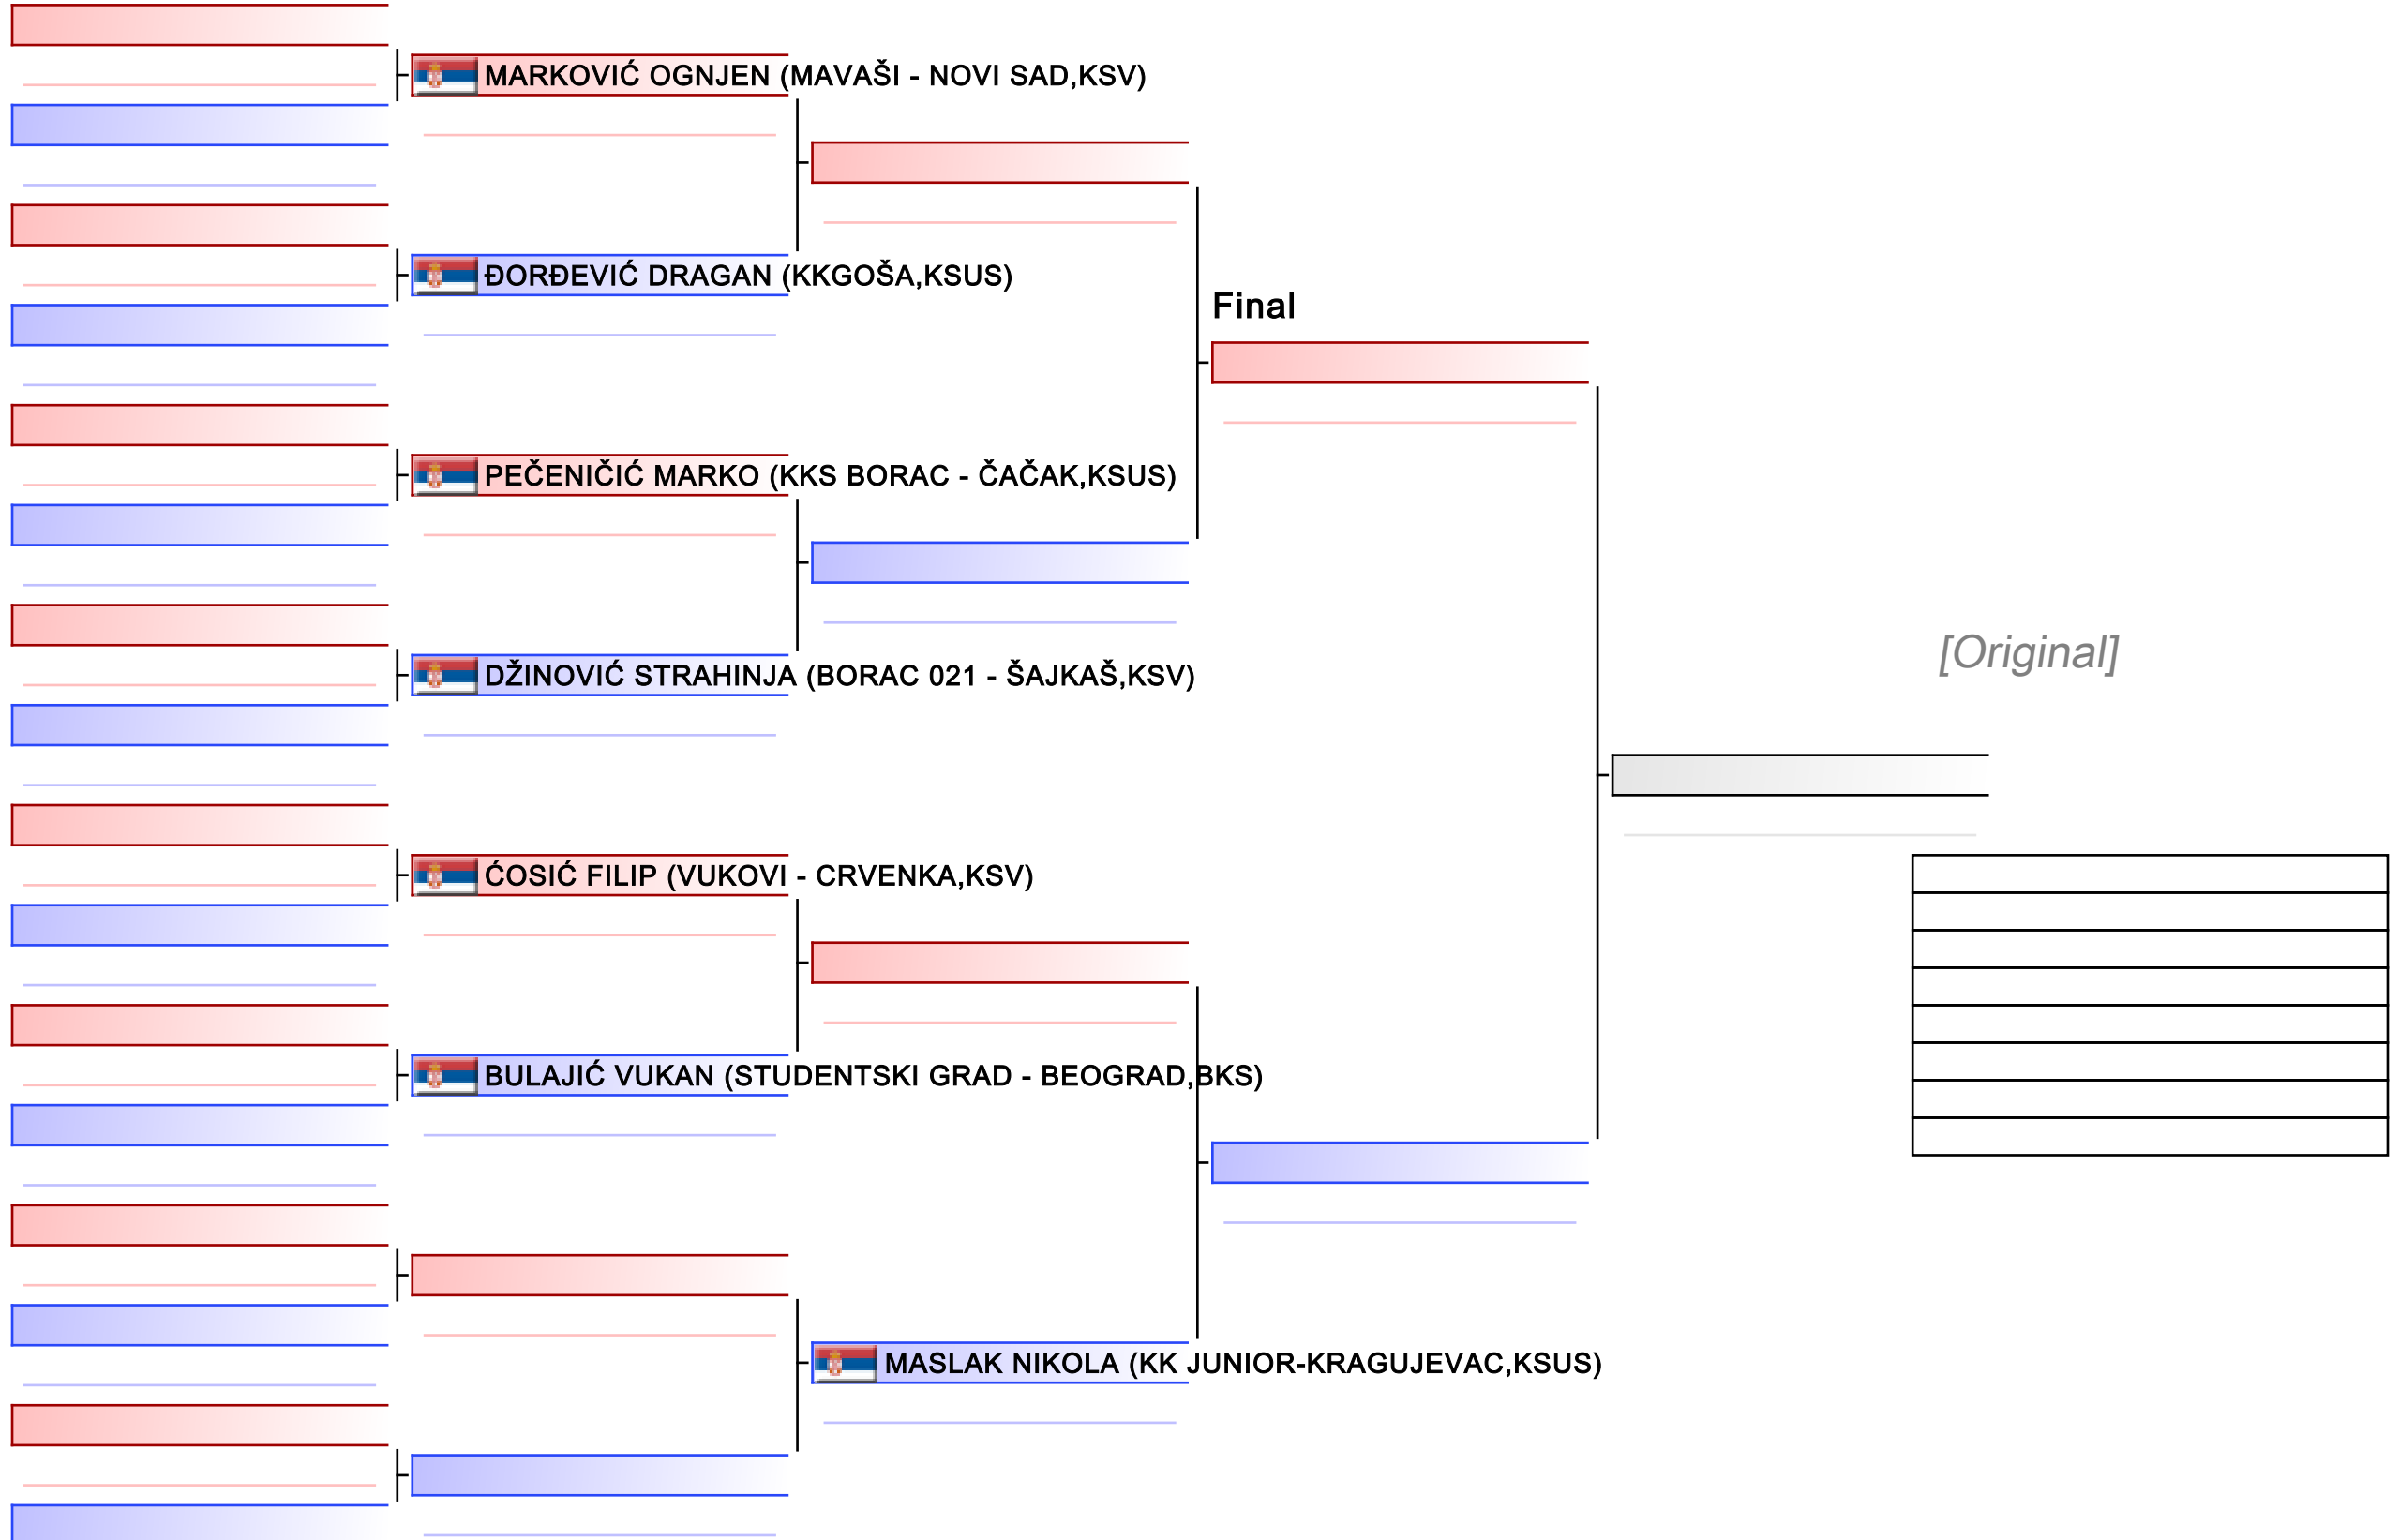 MARKOVIĆ OGNJEN (MAVAŠI - NOVI SAD,KSV)
ĐORĐEVIĆ DRAGAN (KKGOŠA,KSUS)
Final
PEČENIČIĆ MARKO (KKS BORAC - ČAČAK,KSUS)
[Original]
DŽINOVIĆ STRAHINJA (BORAC 021 - ŠAJKAŠ,KSV)
ĆOSIĆ FILIP (VUKOVI - CRVENKA,KSV)
BULAJIĆ VUKAN (STUDENTSKI GRAD - BEOGRAD,BKS)
MASLAK NIKOLA (KK JUNIOR-KRAGUJEVAC,KSUS)